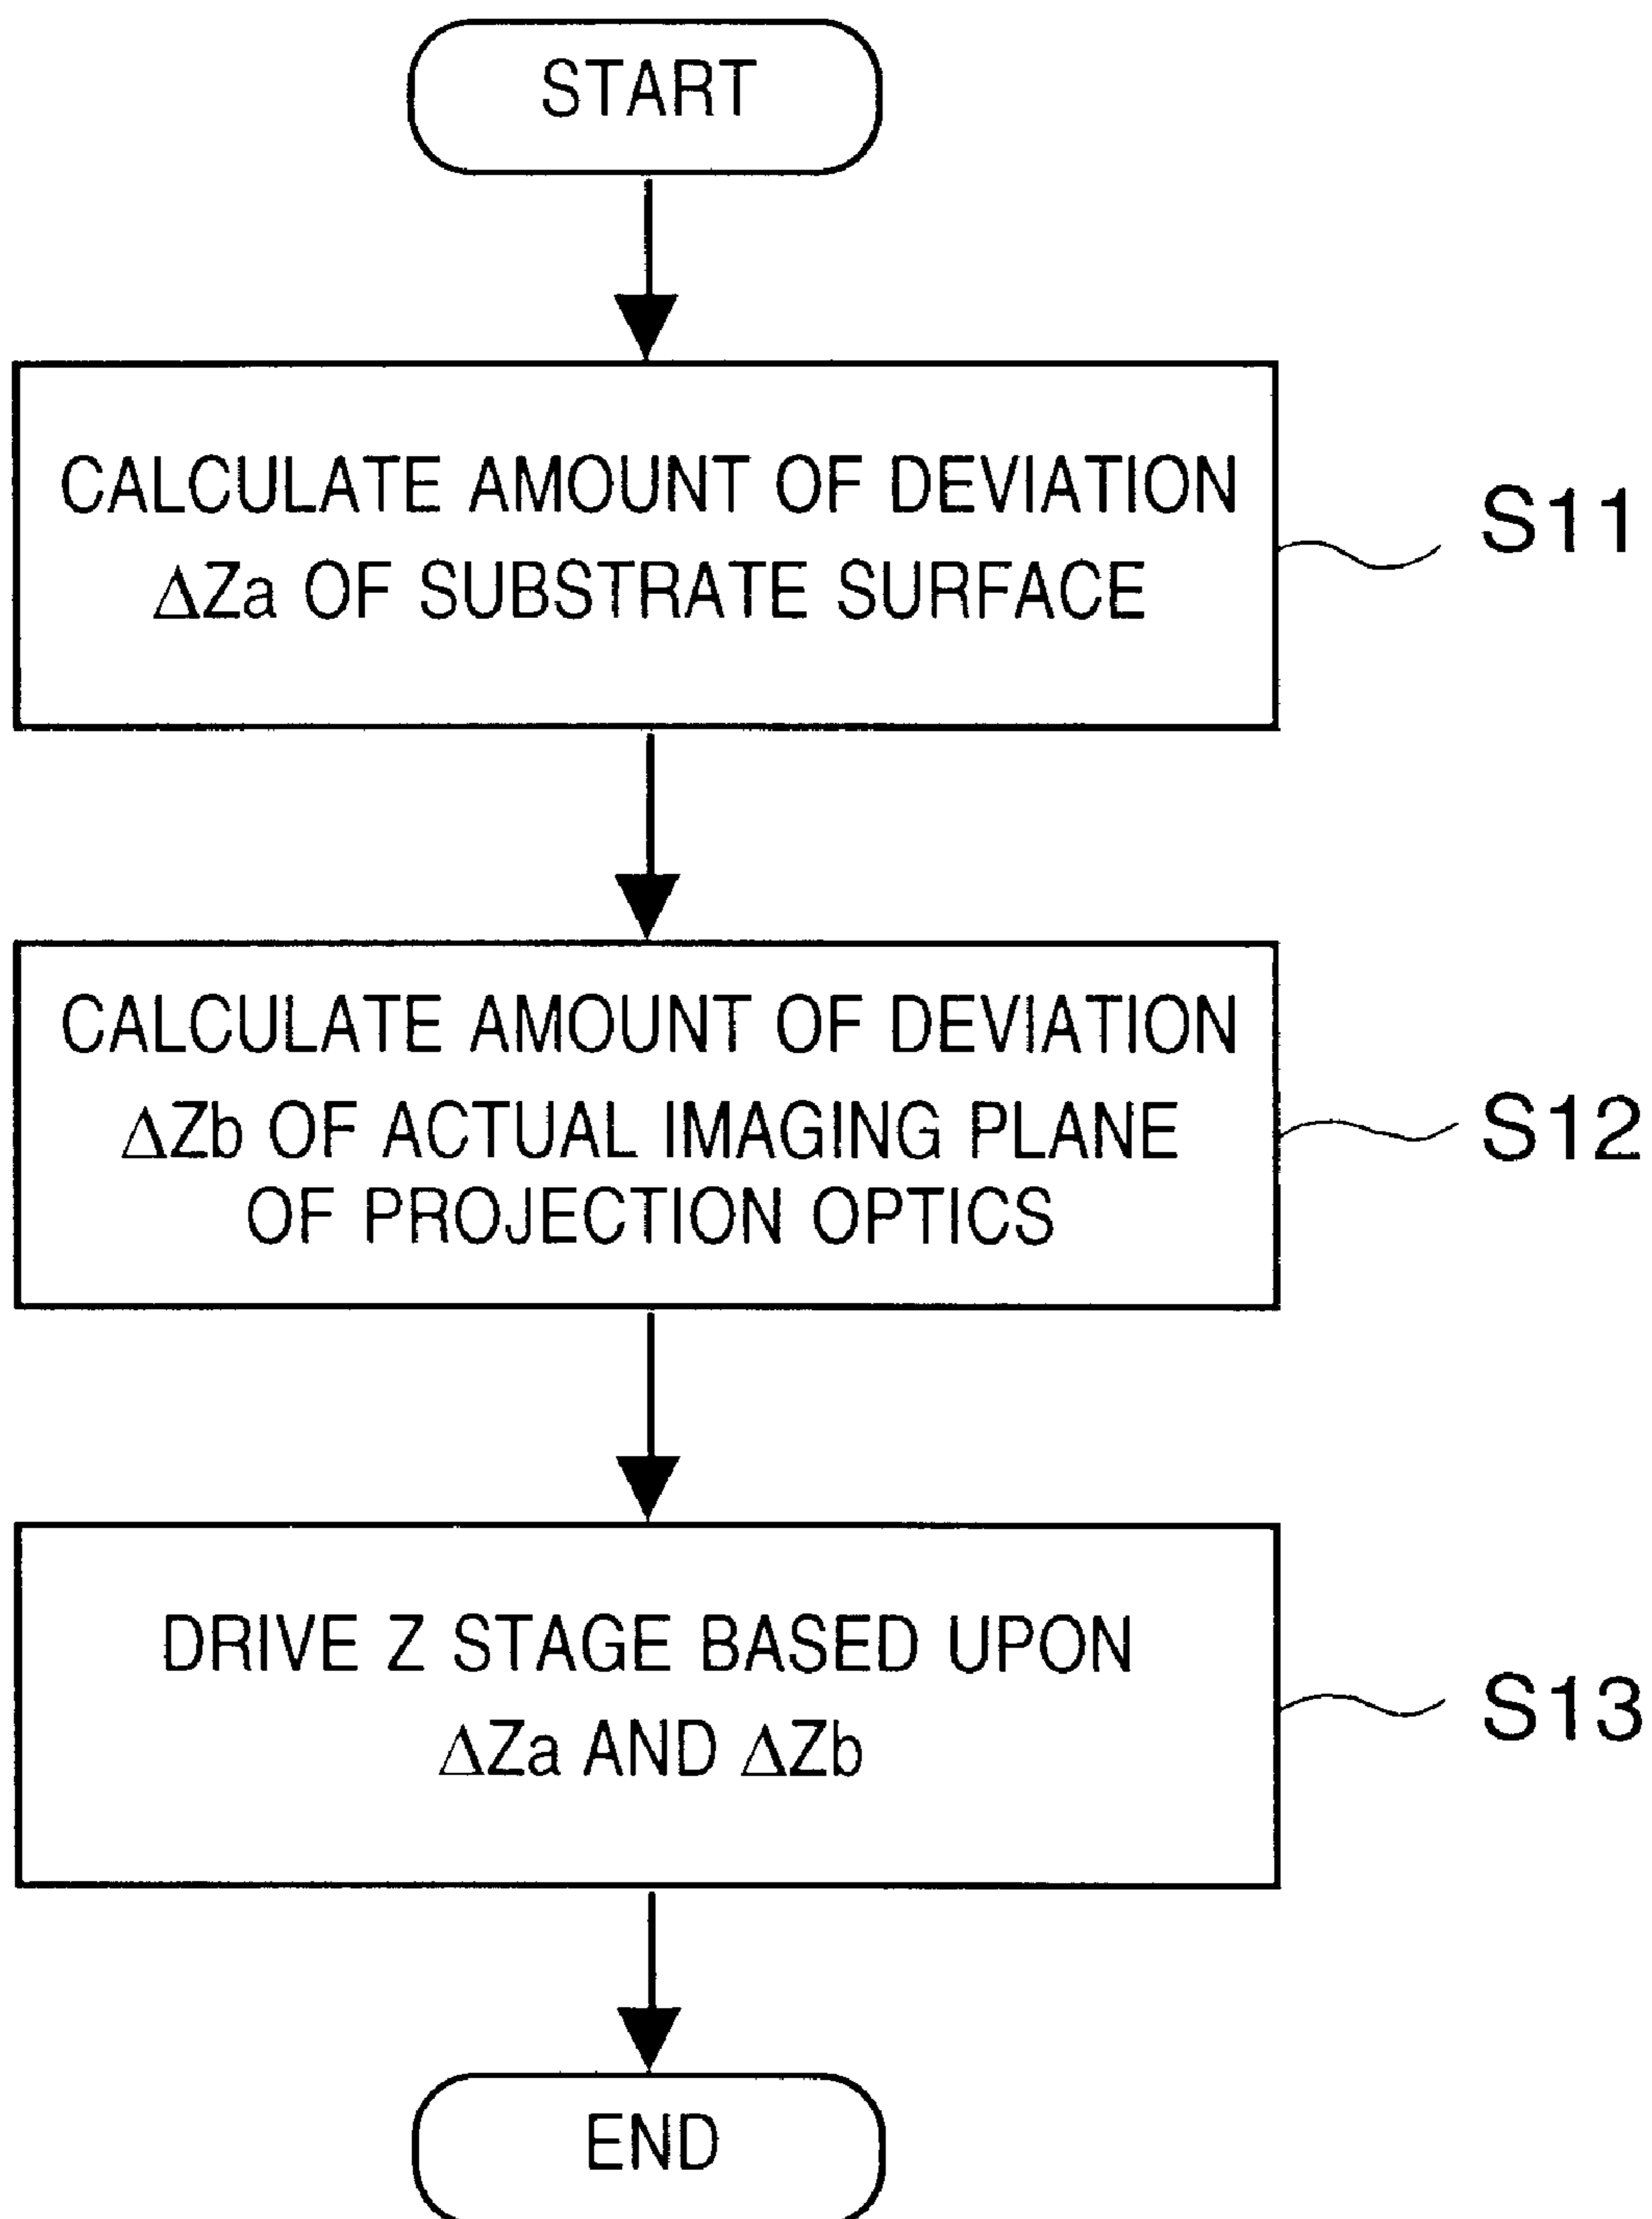 START
CALCULATE AMOUNT OF DEVIATION
ΔZa OF SUBSTRATE SURFACE
S11
CALCULATE AMOUNT OF DEVIATION
ΔZb OF ACTUAL IMAGING PLANE
OF PROJECTION OPTICS
S12
DRIVE Z STAGE BASED UPON
ΔZa AND ΔZb
S13
END